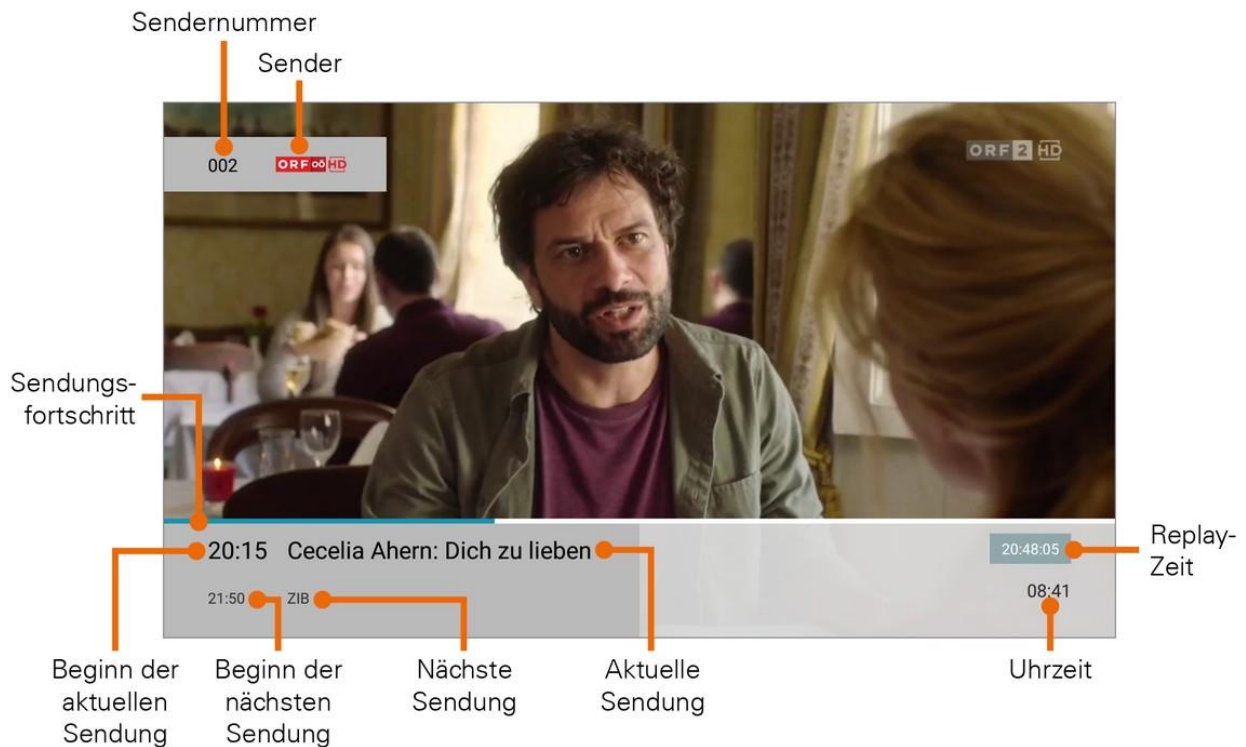 Sendernummer
Sender
002 ORF oö HD
ORF 2 HD
Sendungs-
fortschritt
20:15 Cecelia Ahern: Dich zu lieben
20:48:05
Replay-
Zeit
21:50 ZIB
08:41
Beginn der
aktuellen
Sendung
Beginn der
nächsten
Sendung
Nächste
Sendung
Aktuelle
Sendung
Uhrzeit